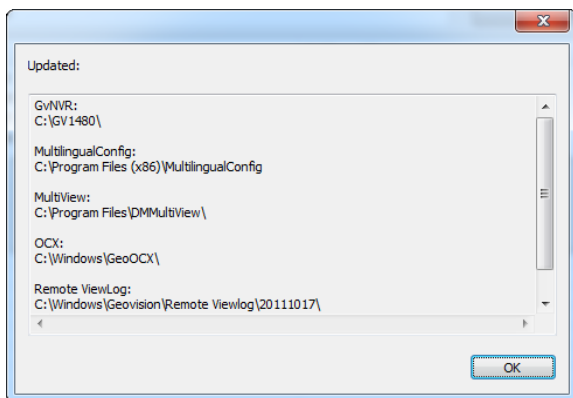 Updated:
GvNVR:
C:\GV1480\
MultilingualConfig:
C:\Program Files (x86)\MultilingualConfig
MultiView:
C:\Program Files\DMMultiView\
OCX:
C:\Windows\GeoOCX\
Remote ViewLog:
C:\Windows\Geovision\Remote Viewlog\20111017\
OK